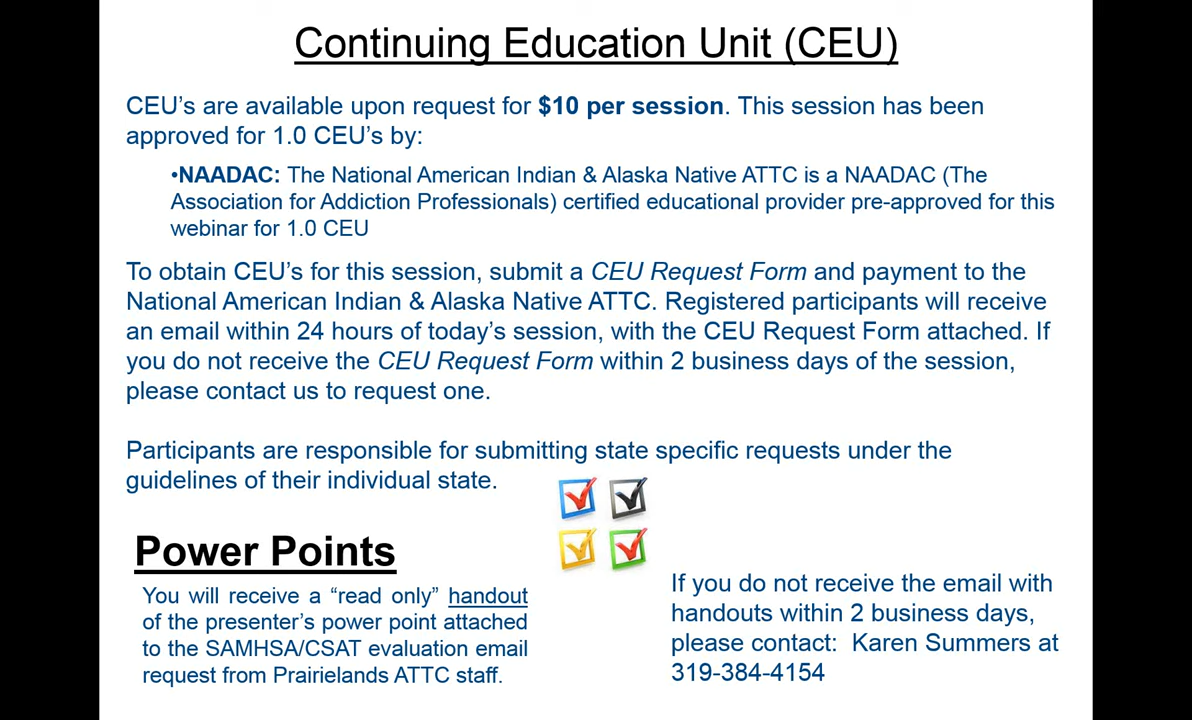 Continuing Education Unit (CEU)
CEU’s are available upon request for $10 per session. This session has been
approved for 1.0 CEU’s by:
•NAADAC: The National American Indian & Alaska Native ATTC is a NAADAC (The
Association for Addiction Professionals) certified educational provider pre-approved for this
webinar for 1.0 CEU
To obtain CEU’s for this session, submit a CEU Request Form and payment to the
National American Indian & Alaska Native ATTC. Registered participants will receive
an email within 24 hours of today’s session, with the CEU Request Form attached. If
you do not receive the CEU Request Form within 2 business days of the session,
please contact us to request one.
Participants are responsible for submitting state specific requests under the
guidelines of their individual state.
Power Points
You will receive a “read only” handout
of the presenter’s power point attached
to the SAMHSA/CSAT evaluation email
request from Prairielands ATTC staff.
If you do not receive the email with
handouts within 2 business days,
please contact:  Karen Summers at
319-384-4154